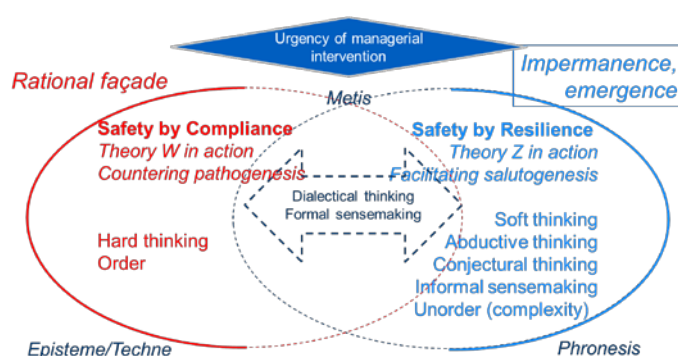 Urgency of managerial
intervention
Rational façade
Impermanence,
emergence
Metis
Safety by Compliance
Theory W in action
Countering pathogenesis
Safety by Resilience
Theory Z in action
Facilitating salutogenesis
Dialectical thinking
Formal sensemaking
Hard thinking
Order
Soft thinking
Abductive thinking
Conjectural thinking
Informal sensemaking
Unorder (complexity)
Episteme/Techne
Phronesis